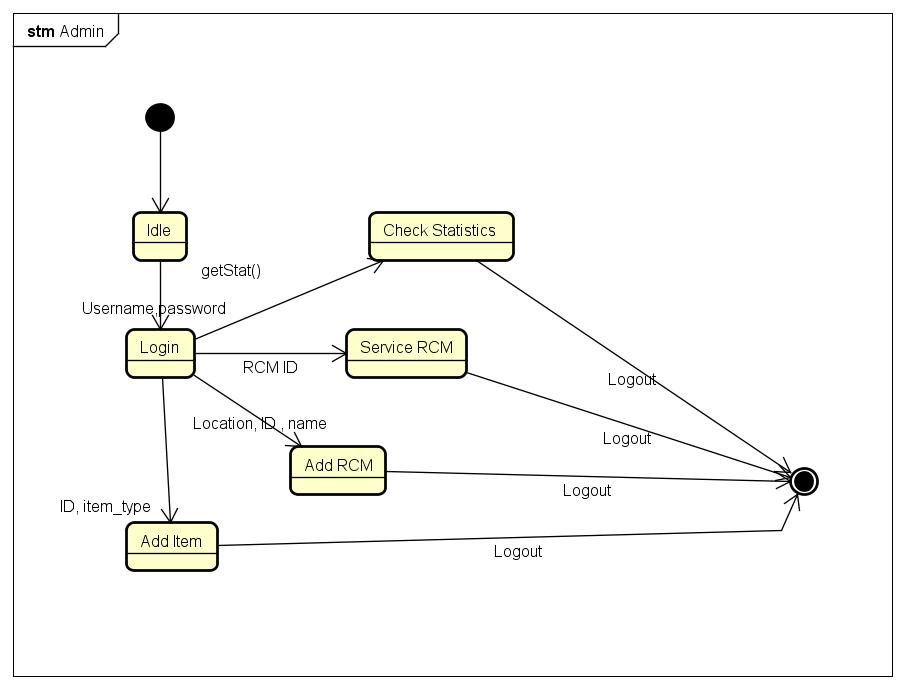 stm Admin
Idle
Check Statistics
getStat()
Username,password
Login
Service RCM
RCM ID
Logout
Location, ID , name
Logout
Add RCM
Logout
ID, item_type
Add Item
Logout